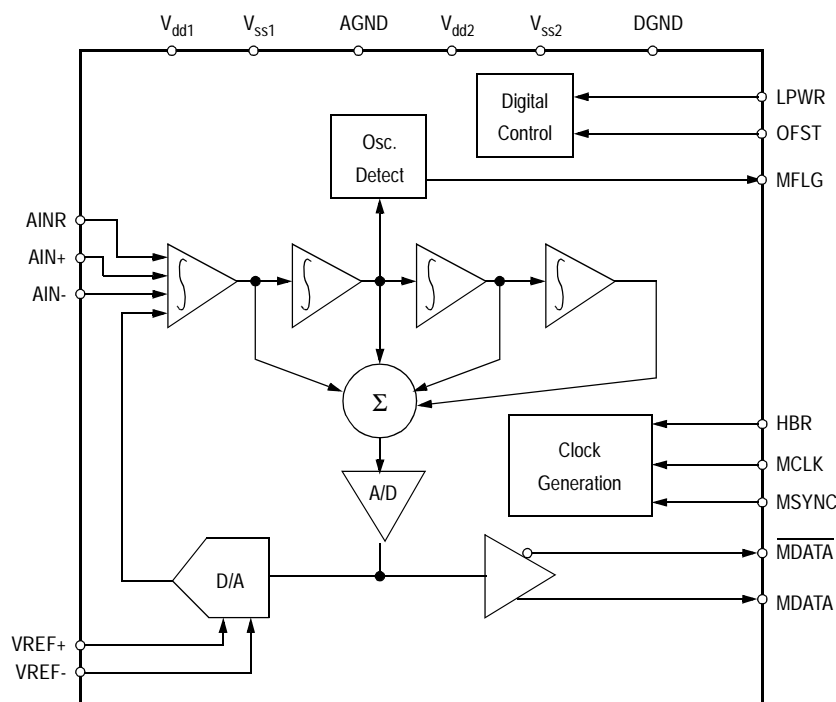 Vdd1 Vss1 AGND Vdd2 Vss2 DGND
Digital
Control
LPWR
OFST
MFLG
Osc.
Detect
AINR
AIN+
AIN-
∫ ∫ ∫ ∫
Σ
A/D
Clock
Generation
HBR
MCLK
MSYNC
D/A
MDATA
MDATA
VREF+
VREF-